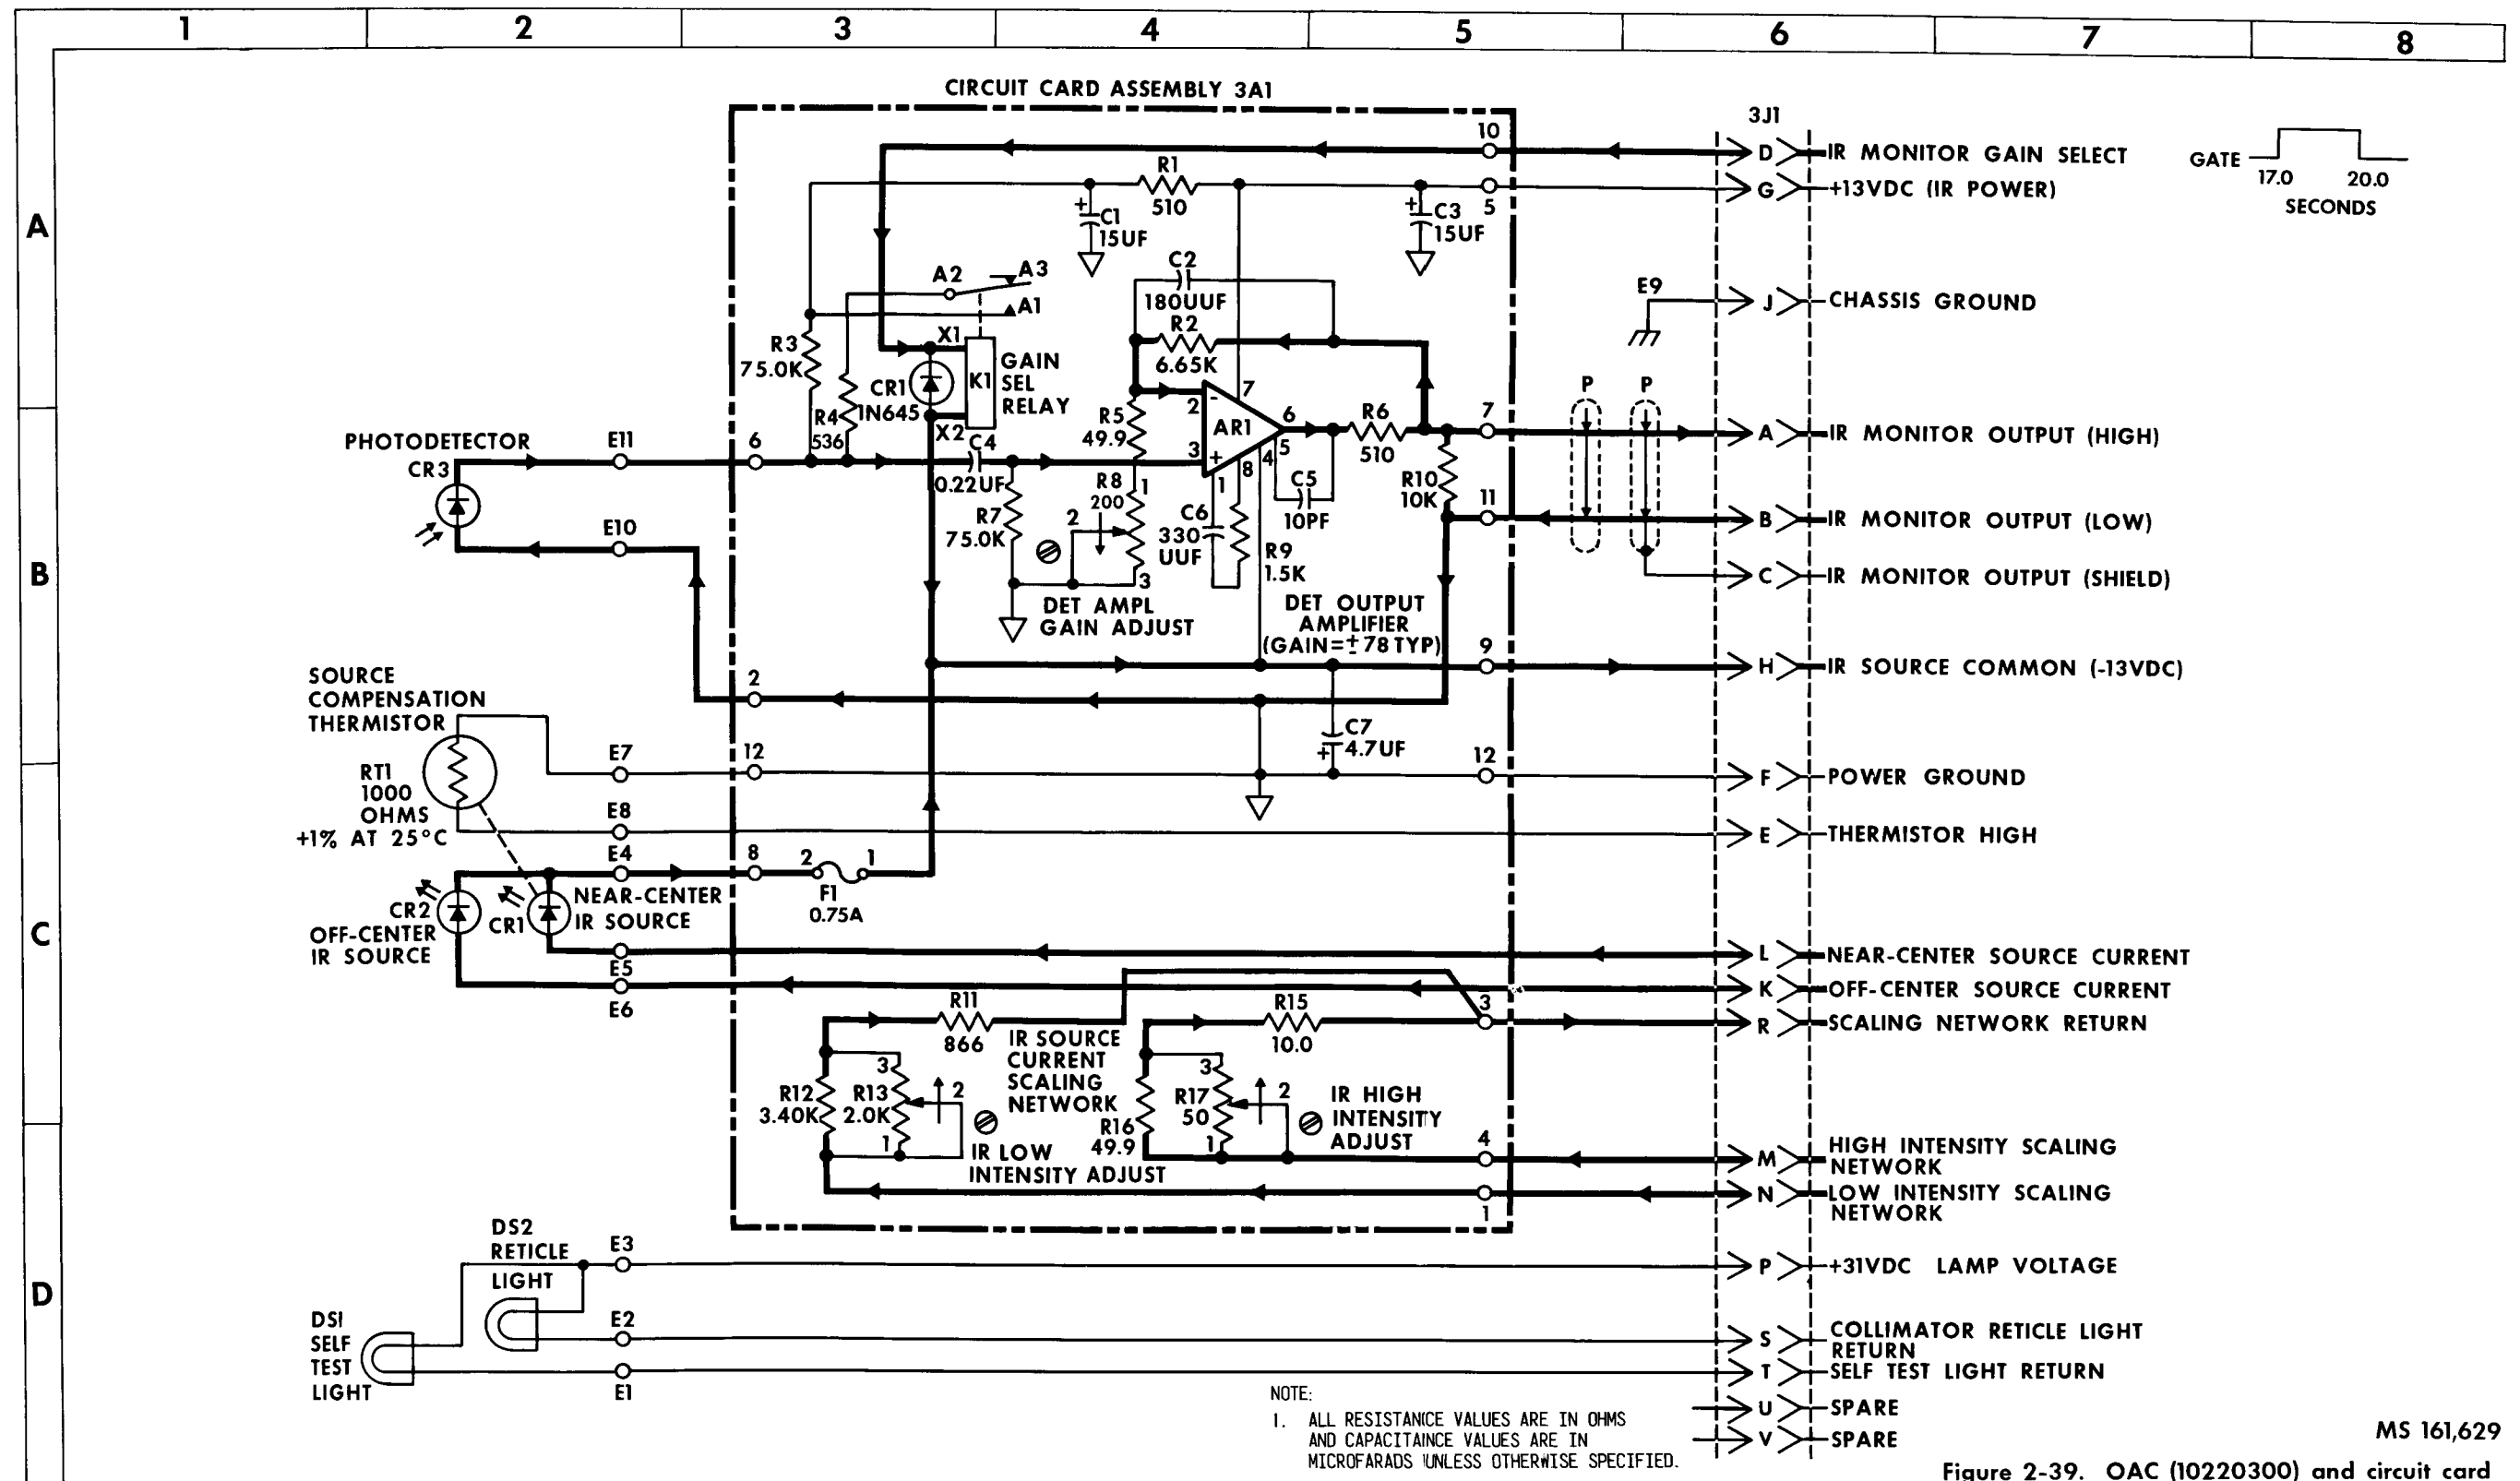 1 2 3 4 5 6 7 8
CIRCUIT CARD ASSEMBLY 3A1
3J1
10
D IR MONITOR GAIN SELECT
GATE
17.0 20.0
SECONDS
R1
510
5
G +13VDC (IR POWER)
A
+
C1
15UF
+
C3
15UF
A2 A3
A1
C2
180UUF
E9
J CHASSIS GROUND
R2
6.65K
R3
75.0K
X1
GAIN
SEL
RELAY
K1
CR1
1N645
X2
R4
536
7
2
-
AR1
3
+
6
5
4
8
1
R5
49.9
R6
510
7
P P
A IR MONITOR OUTPUT (HIGH)
PHOTODETECTOR
CR3
E11
6
C4
0.22UF
R7
75.0K
R8
200
1
2
3
C6
330
UUF
C5
10PF
R9
1.5K
R10
10K
11
B IR MONITOR OUTPUT (LOW)
E10
B
C IR MONITOR OUTPUT (SHIELD)
DET AMPL
GAIN ADJUST
DET OUTPUT
AMPLIFIER
(GAIN=±78 TYP)
9
H IR SOURCE COMMON (-13VDC)
SOURCE
COMPENSATION
THERMISTOR
2
C7
+ 4.7UF
E7
12
12
F POWER GROUND
RT1
1000
OHMS
+1% AT 25°C
E8
E THERMISTOR HIGH
E4
8
2 1
F1
0.75A
NEAR-CENTER
IR SOURCE
CR2
CR1
OFF-CENTER
IR SOURCE
C
E5
L NEAR-CENTER SOURCE CURRENT
E6
K OFF-CENTER SOURCE CURRENT
R11
866
R15
10.0
3
R SCALING NETWORK RETURN
IR SOURCE
CURRENT
SCALING
NETWORK
R12
3.40K
R13
2.0K
3
2
1
IR LOW
INTENSITY ADJUST
R16
49.9
R17
50
3
2
1
IR HIGH
INTENSITY
ADJUST
4
M HIGH INTENSITY SCALING
NETWORK
1
N LOW INTENSITY SCALING
NETWORK
DS2
RETICLE
LIGHT
E3
P +31VDC LAMP VOLTAGE
D
DS1
SELF
TEST
LIGHT
E2
S COLLIMATOR RETICLE LIGHT
RETURN
E1
T SELF TEST LIGHT RETURN
U SPARE
V SPARE
NOTE:
1. ALL RESISTANCE VALUES ARE IN OHMS
AND CAPACITAINCE VALUES ARE IN
MICROFARADS UNLESS OTHERWISE SPECIFIED.
MS 161,629
Figure 2-39. OAC (10220300) and circuit card